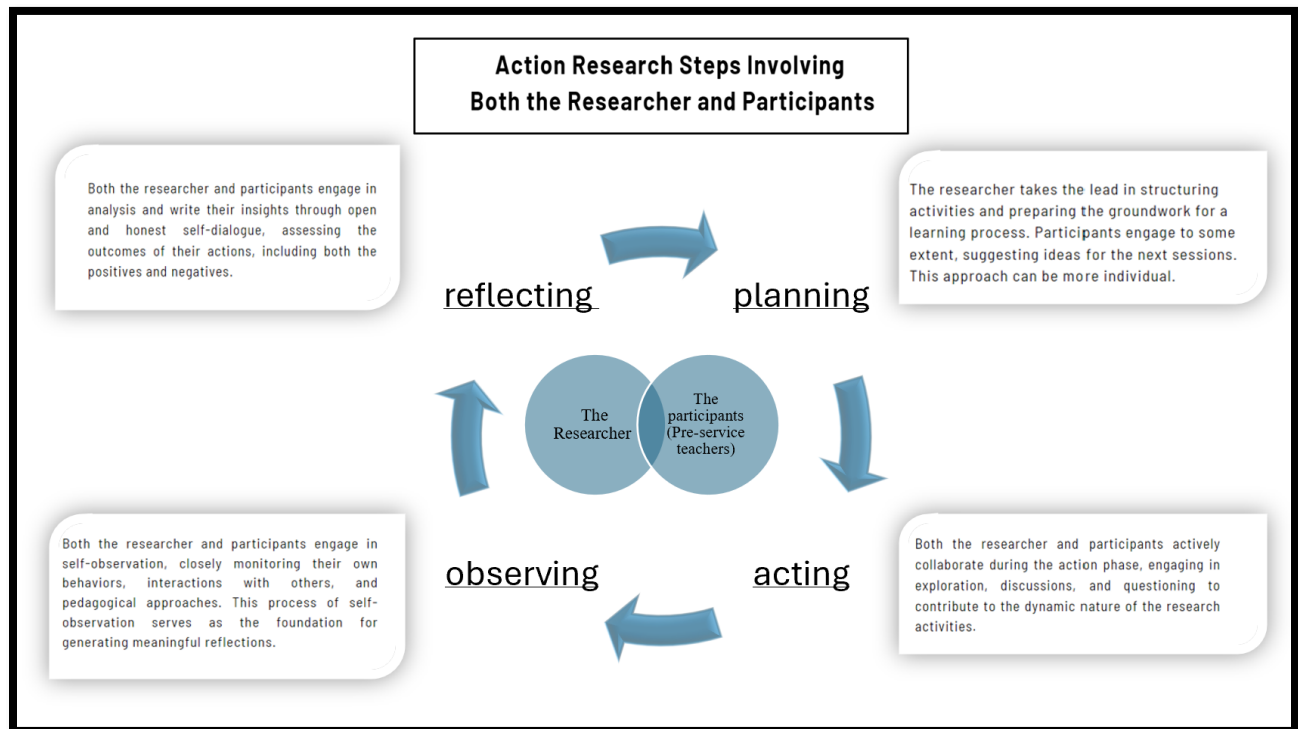 Action Research Steps Involving
Both the Researcher and Participants
Both the researcher and participants engage in
analysis and write their insights through open
and honest self-dialogue, assessing the
outcomes of their actions, including both the
positives and negatives.
The researcher takes the lead in structuring
activities and preparing the groundwork for a
learning process. Participants engage to some
extent, suggesting ideas for the next sessions.
This approach can be more individual.
reflecting
planning
The
Researcher
The
participants
(Pre-service
teachers)
observing
acting
Both the researcher and participants engage in
self-observation, closely monitoring their own
behaviors, interactions with others, and
pedagogical approaches. This process of self-
observation serves as the foundation for
generating meaningful reflections.
Both the researcher and participants actively
collaborate during the action phase, engaging in
exploration, discussions, and questioning to
contribute to the dynamic nature of the research
activities.